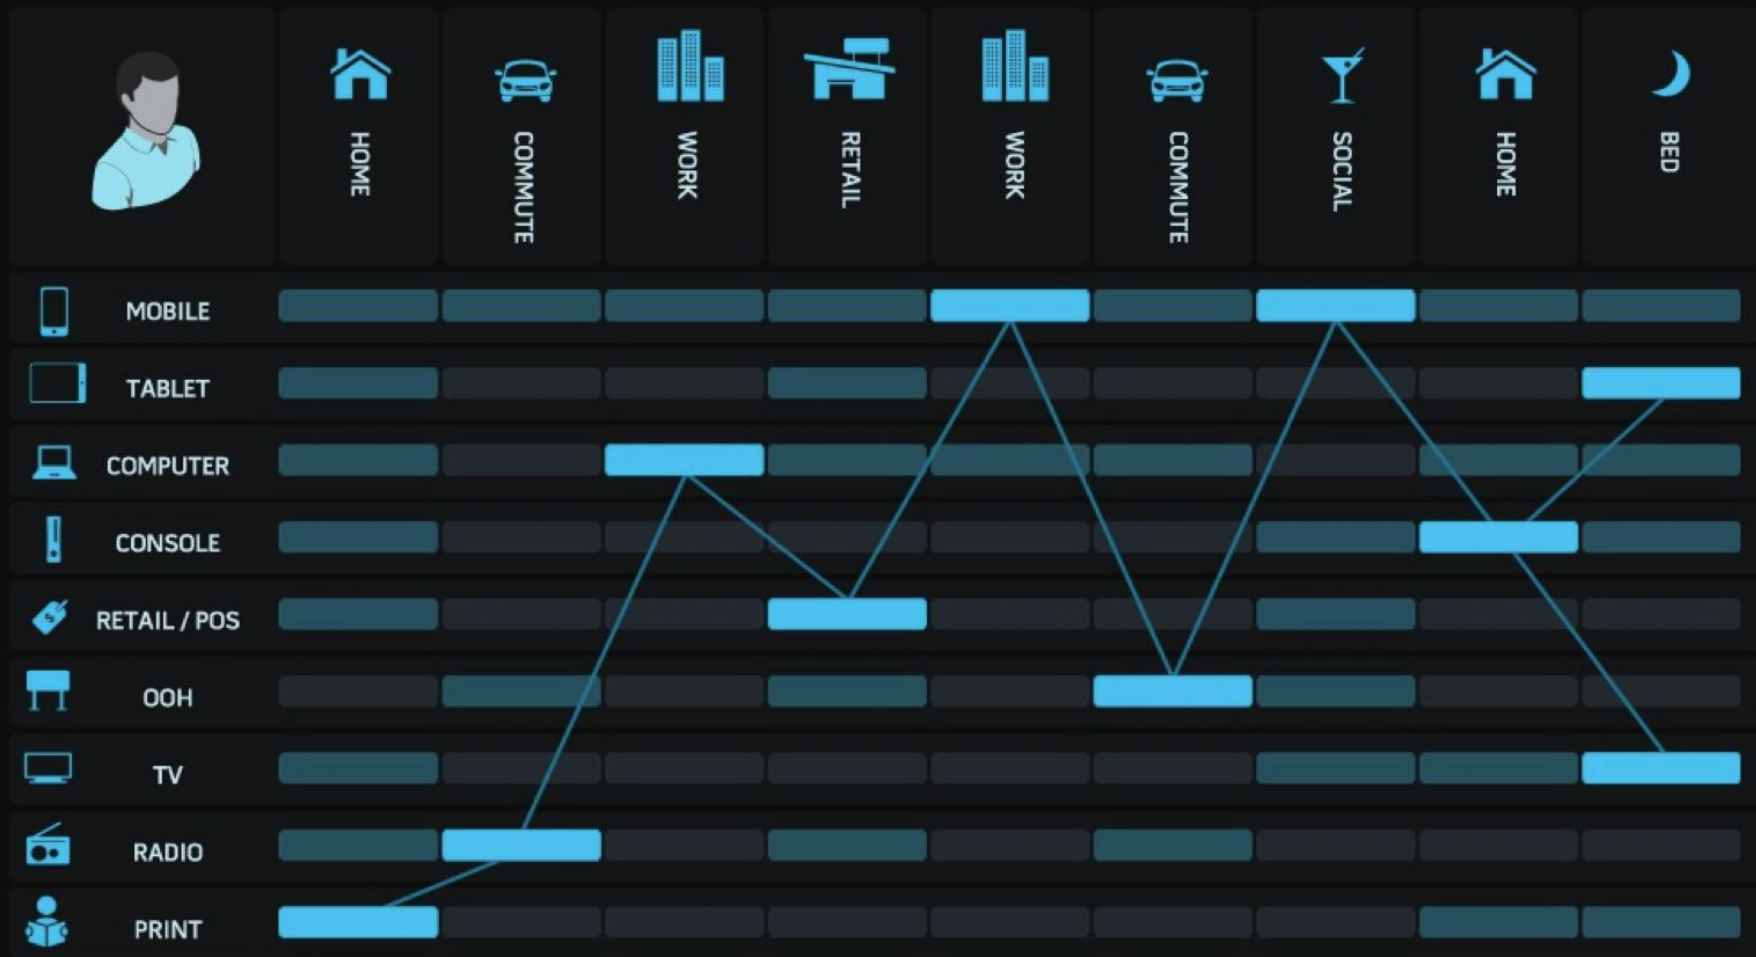 HOME
COMMUTE
WORK
RETAIL
WORK
COMMUTE
SOCIAL
HOME
BED
MOBILE
TABLET
COMPUTER
CONSOLE
$
RETAIL / POS
OOH
TV
RADIO
PRINT